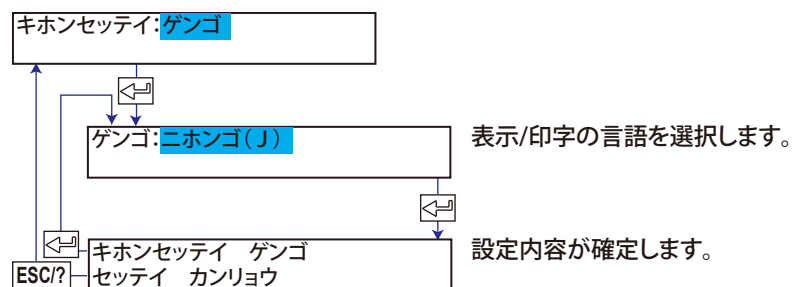 キホンセッテイ:ゲンゴ
ゲンゴ:ニホンゴ(J)
表示/印字の言語を選択します。
キホンセッテイ　ゲンゴ
セッテイ　カンリョウ
設定内容が確定します。
ESC/?